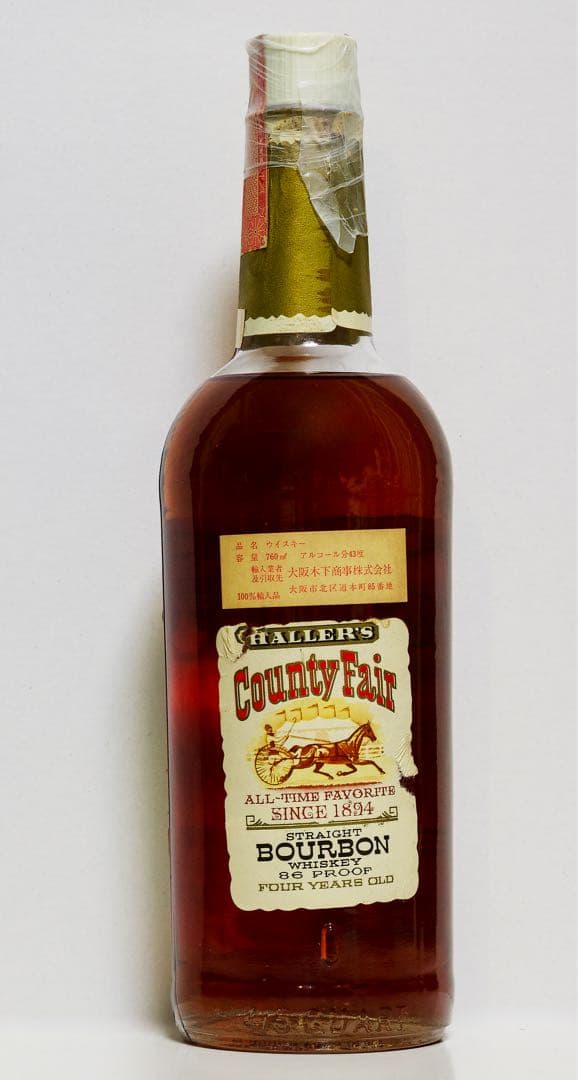 品名 ウイスキー
容量 760㎖ アルコール分43度
輸入業者
及引取先 大阪木下商事株式会社
大阪市北区道本町85番地
100%輸入品
HALLER'S
County Fair
ALL-TIME FAVORITE
SINCE 1894
STRAIGHT
BOURBON
WHISKEY
86 PROOF
FOUR YEARS OLD
QUART